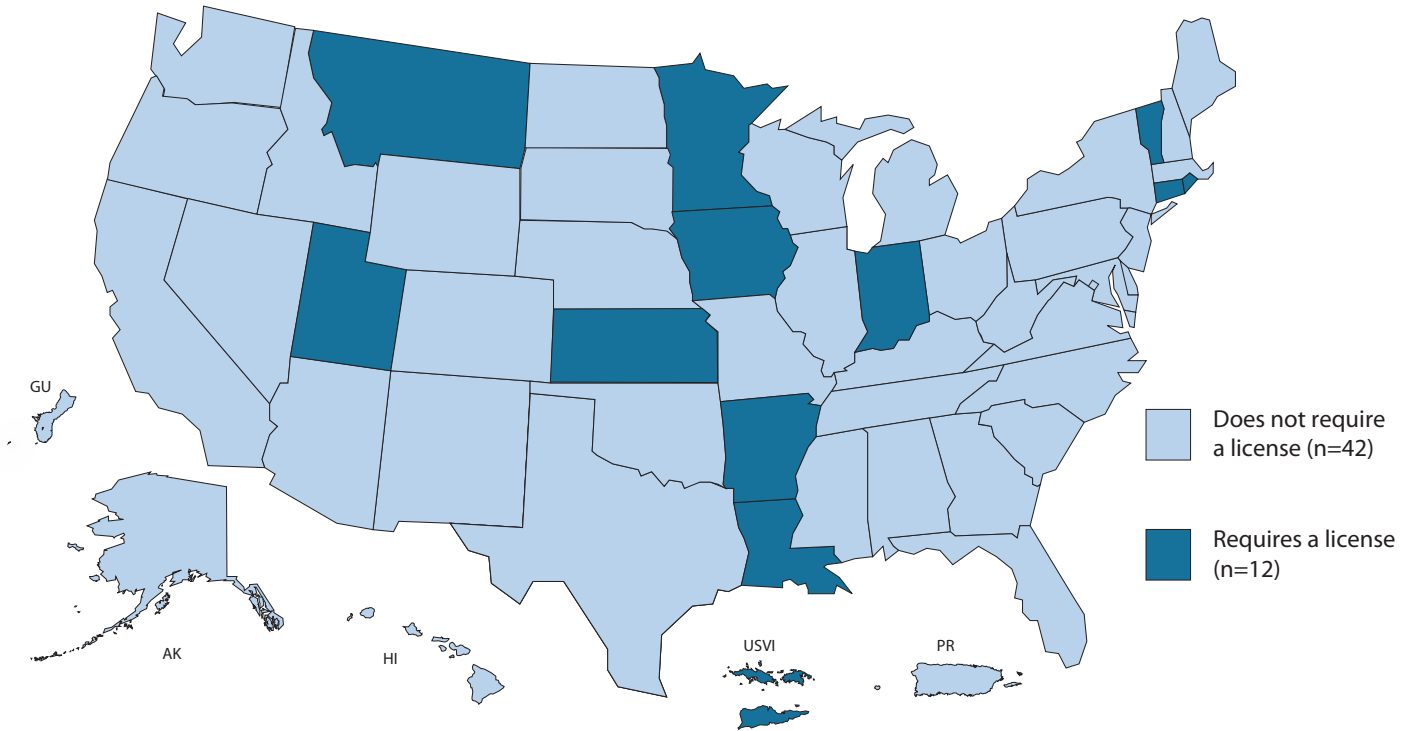 GU
AK
HI
USVI
PR
Does not require
a license (n=42)
Requires a license
(n=12)